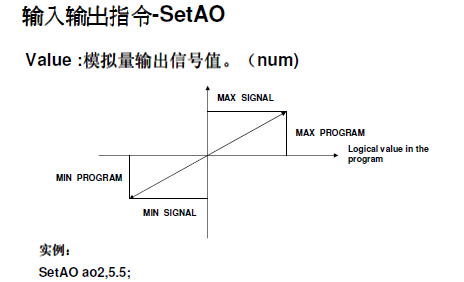 输入输出指令-SetAO
Value :模拟量输出信号值。（num)
MAX SIGNAL
MAX PROGRAM
Logical value in the
program
MIN PROGRAM
MIN SIGNAL
实例：
SetAO ao2,5.5;